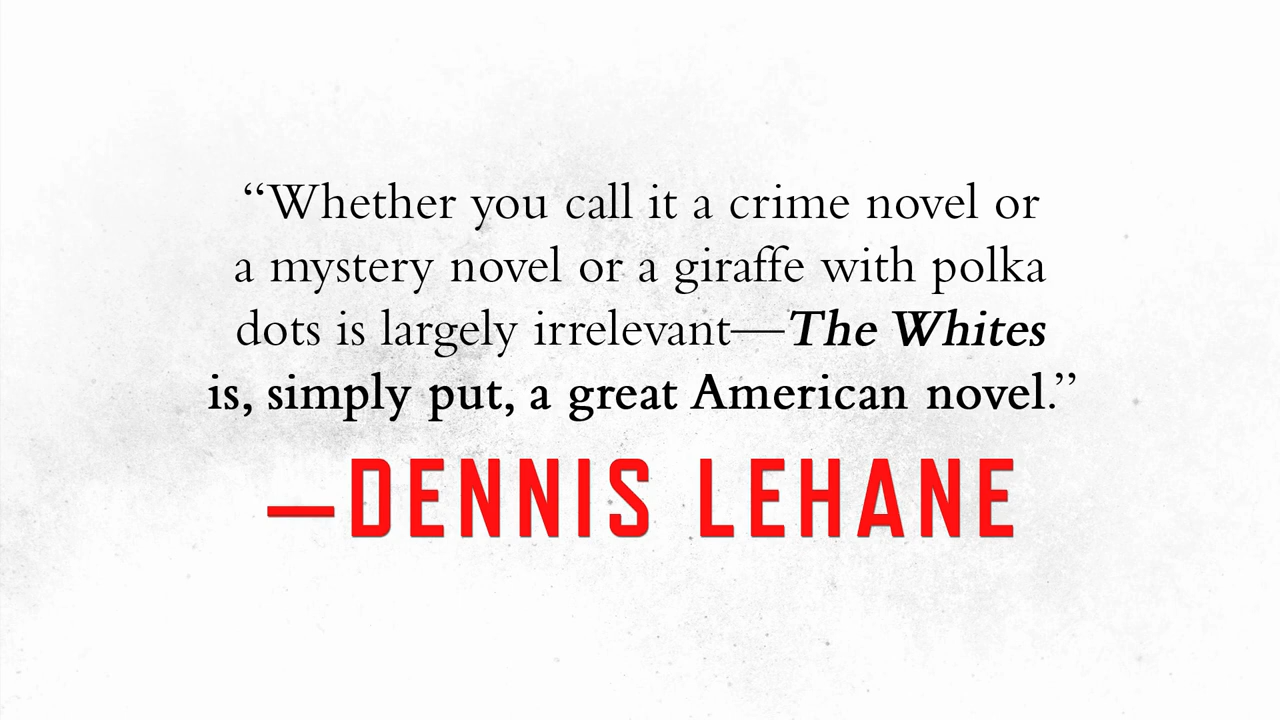 “Whether you call it a crime novel or
a mystery novel or a giraffe with polka
dots is largely irrelevant—The Whites
is, simply put, a great American novel.”
—DENNIS LEHANE